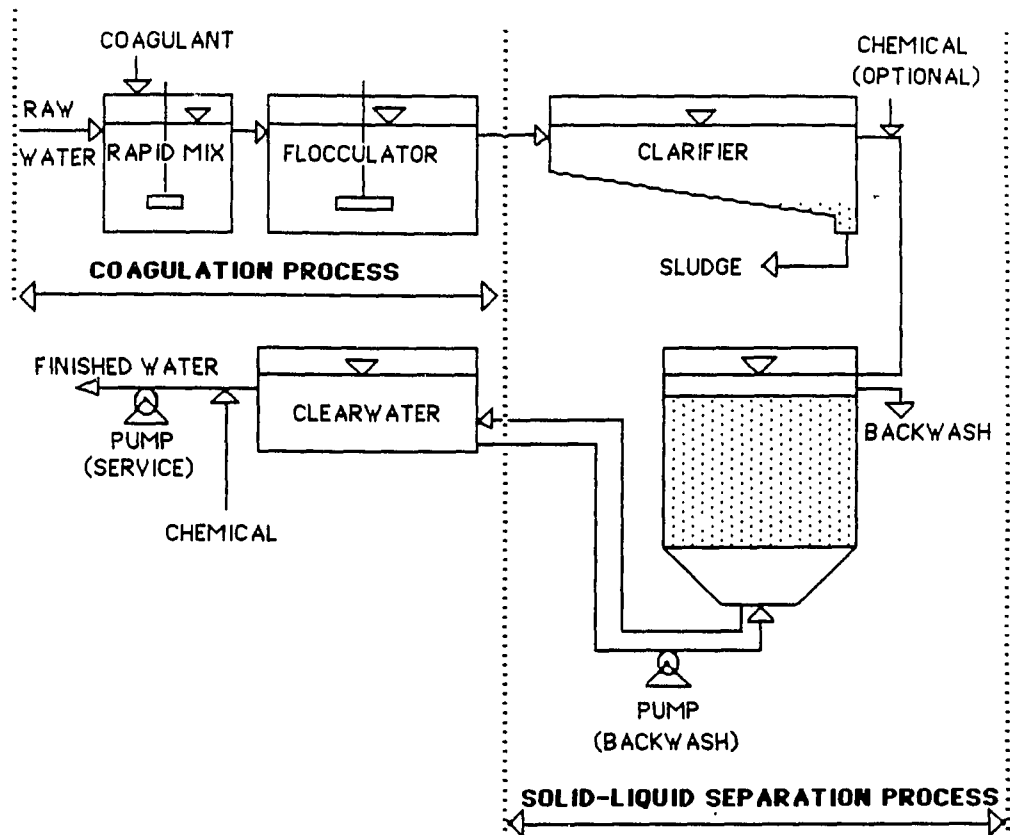 COAGULANT
RAW
WATER
RAPID MIX
FLOCCULATOR
CLARIFIER
CHEMICAL
(OPTIONAL)
SLUDGE
COAGULATION PROCESS
FINISHED WATER
PUMP
(SERVICE)
CHEMICAL
CLEARWATER
BACKWASH
PUMP
(BACKWASH)
SOLID-LIQUID SEPARATION PROCESS